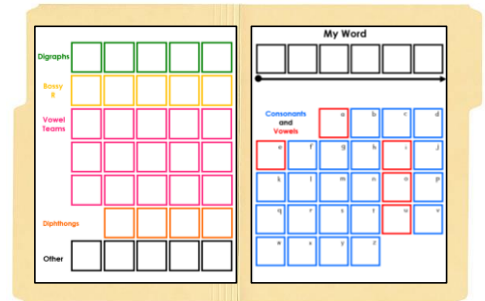 Digraphs
Bossy
R
Vowel
Teams
Diphthongs
Other
My Word
Consonants
and
Vowels
a b c d
e f g h i j
k l m n o p
q r s t u v
w x y z